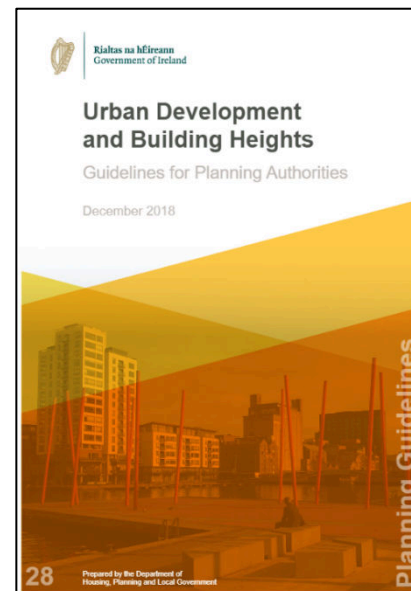 Rialtas na hÉireann
Government of Ireland
Urban Development
and Building Heights
Guidelines for Planning Authorities
December 2018
Planning Guidelines
28
Prepared by the Department of
Housing, Planning and Local Government